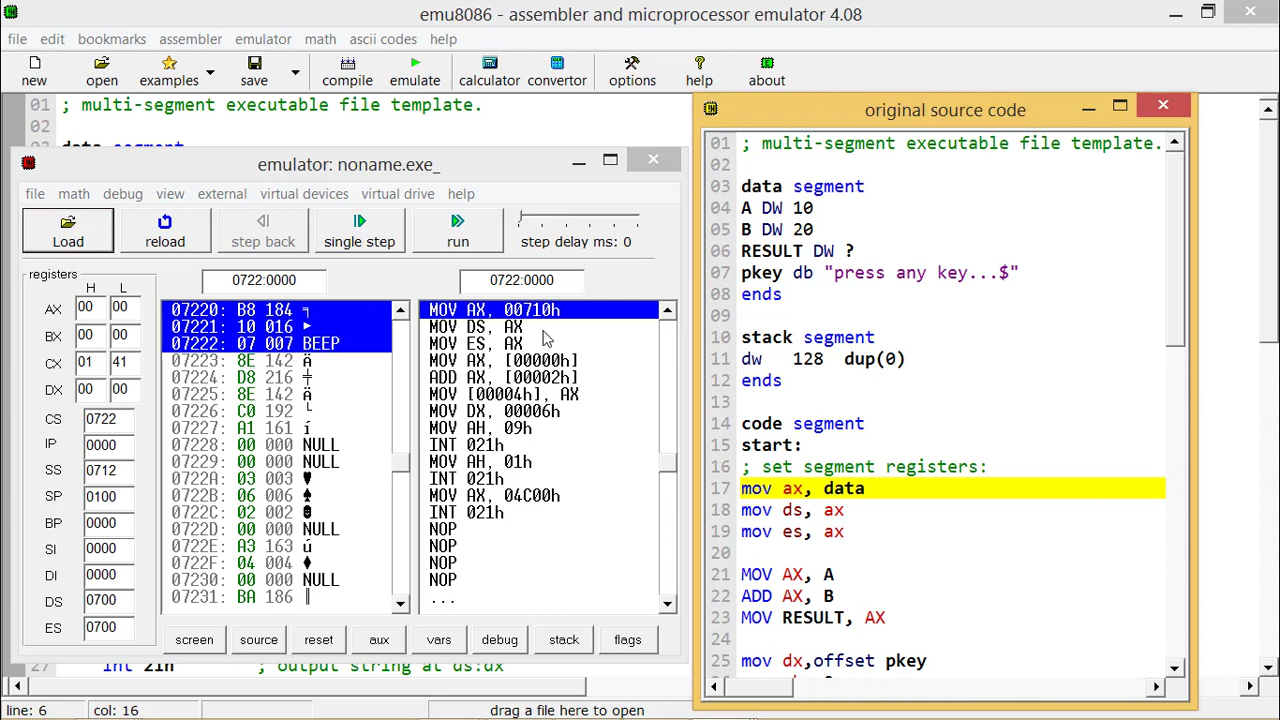 emu8086 - assembler and microprocessor emulator 4.08
file edit bookmarks assembler emulator math ascii codes help
new open examples save compile emulate calculator convertor options help about
01 ; multi-segment executable file template.
02
emulator: noname.exe_
file math debug view external virtual devices virtual drive help
Load reload step back single step run step delay ms: 0
registers
H L
AX 00 00
BX 00 00
CX 01 41
DX 00 00
CS 0722
IP 0000
SS 0712
SP 0100
BP 0000
SI 0000
DI 0000
DS 0700
ES 0700
0722:0000
07220: B8 184 ╕
07221: 10 016 ►
07222: 07 007 BEEP
07223: 8E 142 Ä
07224: D8 216 ╪
07225: 8E 142 Ä
07226: C0 192 └
07227: A1 161 í
07228: 00 000 NULL
07229: 00 000 NULL
0722A: 03 003 ♥
0722B: 06 006 ♠
0722C: 02 002 ☻
0722D: 00 000 NULL
0722E: A3 163 ú
0722F: 04 004 ♦
07230: 00 000 NULL
07231: BA 186 ║
0722:0000
MOV AX, 00710h
MOV DS, AX
MOV ES, AX
MOV AX, [00000h]
ADD AX, [00002h]
MOV [00004h], AX
MOV DX, 00006h
MOV AH, 09h
INT 021h
MOV AH, 01h
INT 021h
MOV AX, 04C00h
INT 021h
NOP
NOP
NOP
NOP
...
screen source reset aux vars debug stack flags
27 int 21h ; output string at ds:dx
line: 6 col: 16 drag a file here to open
original source code
01 ; multi-segment executable file template.
02
03 data segment
04 A DW 10
05 B DW 20
06 RESULT DW ?
07 pkey db "press any key...$"
08 ends
09
10 stack segment
11 dw 128 dup(0)
12 ends
13
14 code segment
15 start:
16 ; set segment registers:
17 mov ax, data
18 mov ds, ax
19 mov es, ax
20
21 MOV AX, A
22 ADD AX, B
23 MOV RESULT, AX
24
25 mov dx,offset pkey